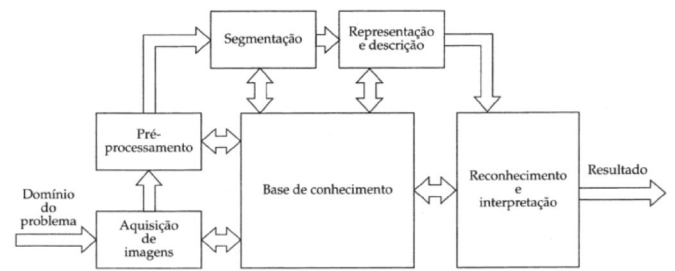 Segmentação
Representação
e descrição
Pré-
processamento
Base de conhecimento
Reconhecimento
e
interpretação
Resultado
Domínio
do
problema
Aquisição
de
imagens